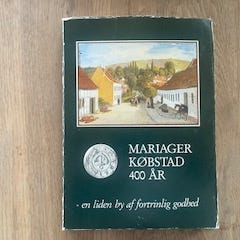 MARIAGER
KØBSTAD
400 ÅR
- en liden by af fortrinlig godhed